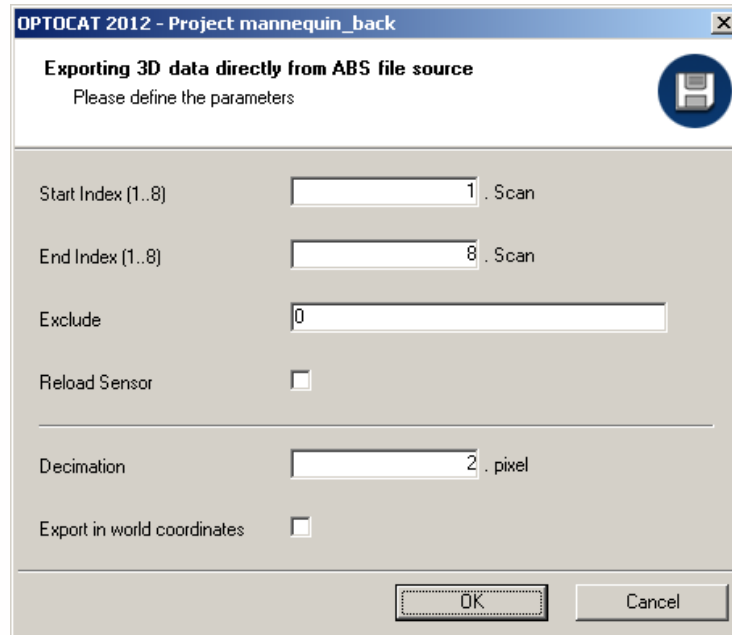 OPTOCAT 2012 - Project mannequin_back
Exporting 3D data directly from ABS file source
Please define the parameters
Start Index (1..8) 1 . Scan
End Index (1..8) 8 . Scan
Exclude 0
Reload Sensor
Decimation 2 . pixel
Export in world coordinates
OK Cancel